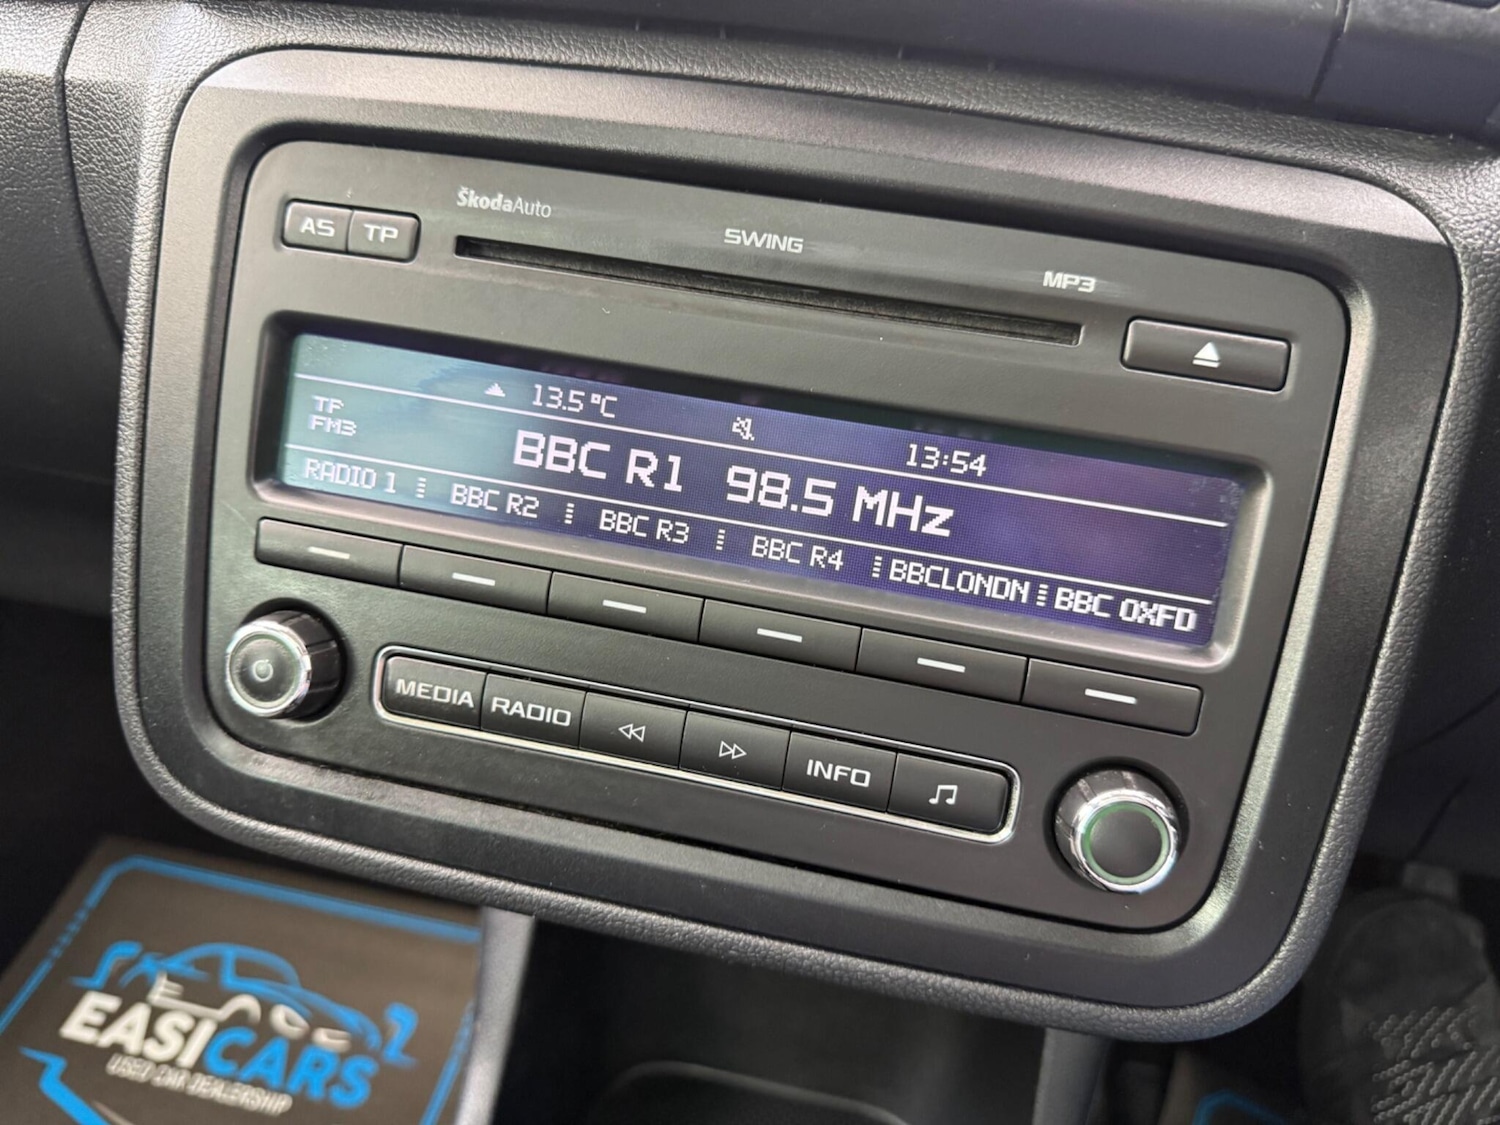 AS TP
ŠkodaAuto
SWING
MP3
13.5 °C
13:54
TP
FM3
BBC R1 98.5 MHz
RADIO 1 BBC R2 BBC R3 BBC R4 BBCLONDN BBC OXFD
MEDIA RADIO INFO
EASICARS 2
USED CAR DEALERSHIP